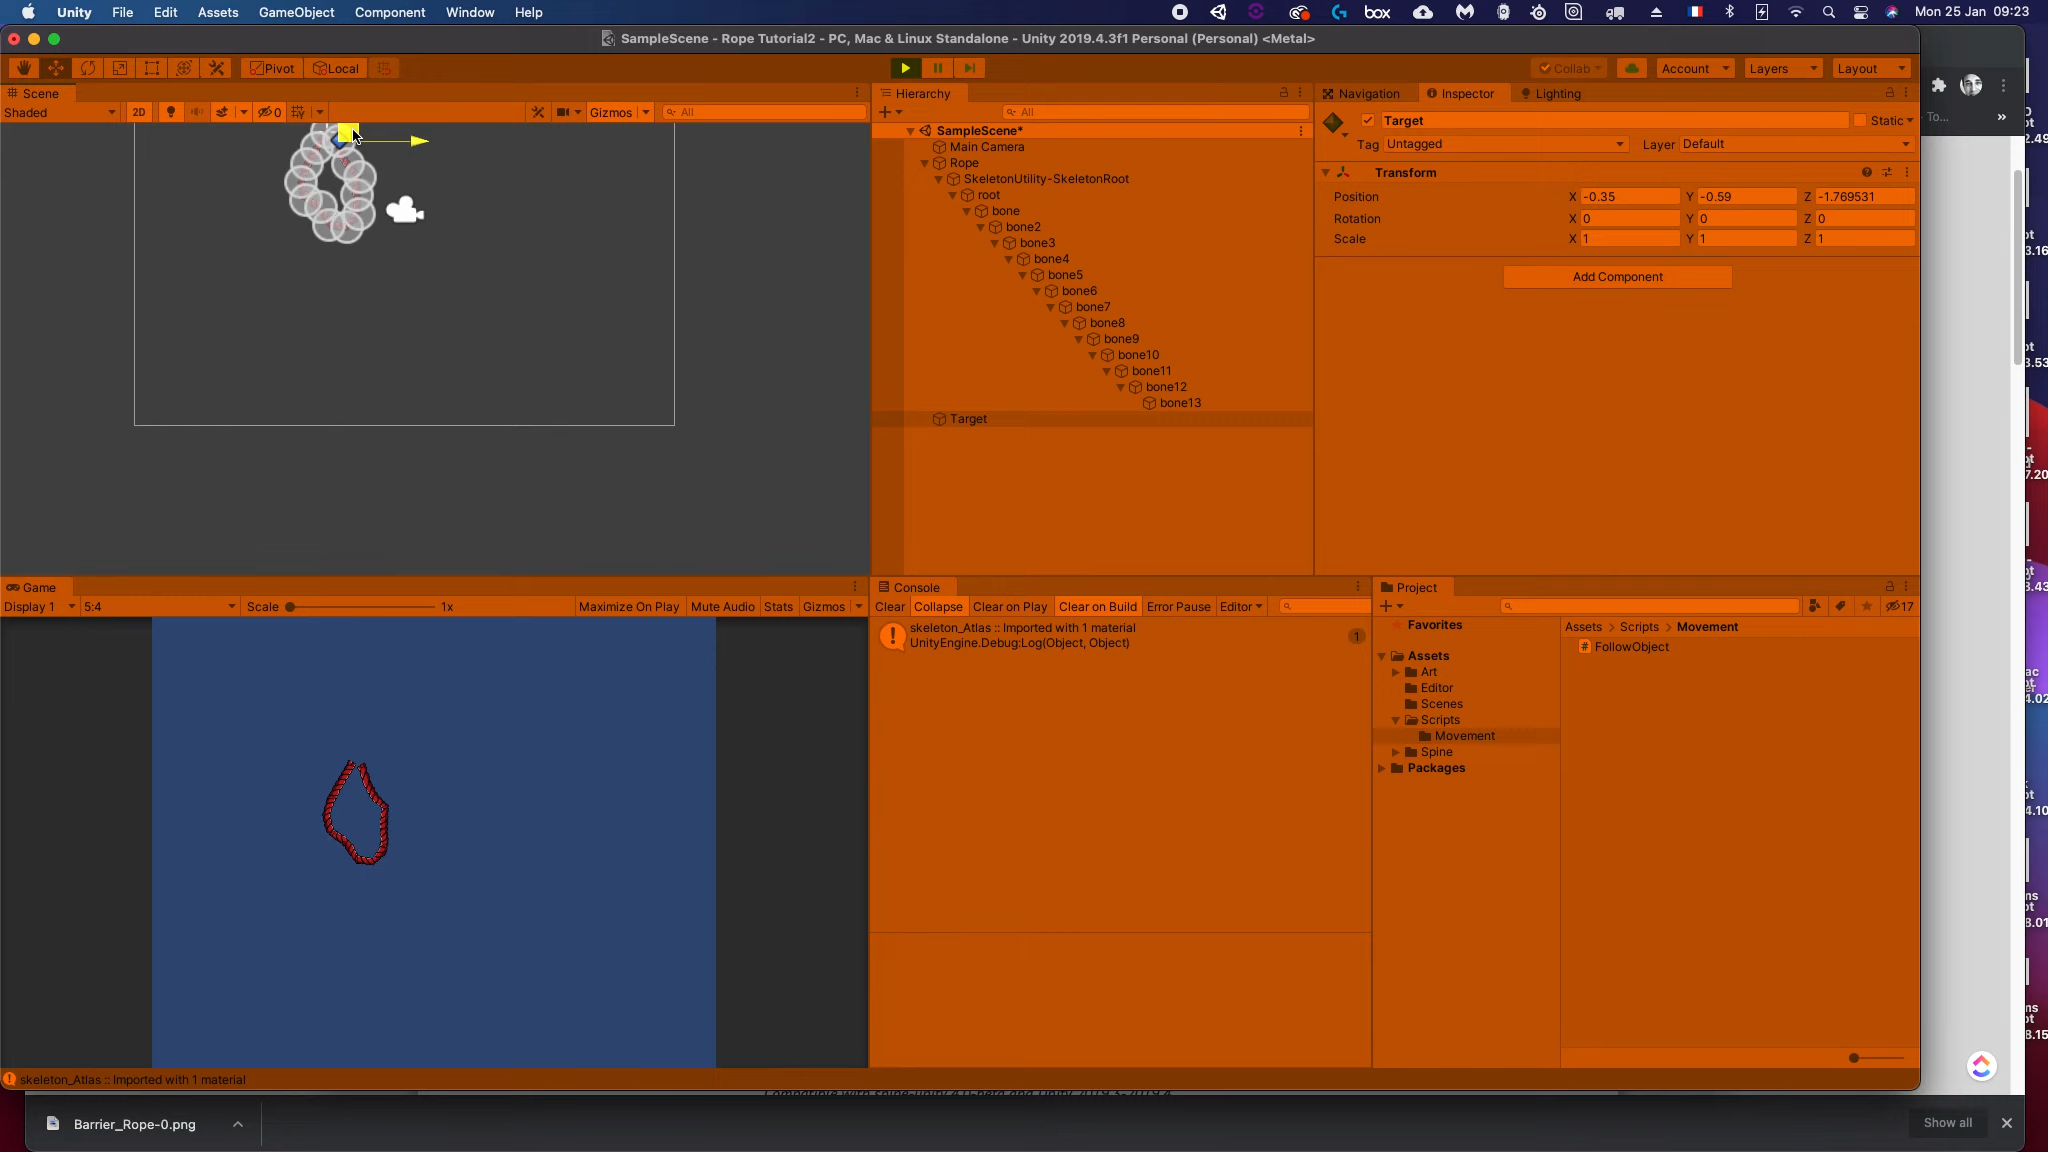 Unity File Edit Assets GameObject Component Window Help
box
Mon 25 Jan 09:23
SampleScene - Rope Tutorial2 - PC, Mac & Linux Standalone - Unity 2019.4.3f1 Personal (Personal) <Metal>
Pivot Local
Collab Account Layers Layout
Scene
Shaded 2D 0 Gizmos All
Hierarchy
All
SampleScene*
Main Camera
Rope
SkeletonUtility-SkeletonRoot
root
bone
bone2
bone3
bone4
bone5
bone6
bone7
bone8
bone9
bone10
bone11
bone12
bone13
Target
Navigation Inspector Lighting
Target Static
Tag Untagged Layer Default
Transform
Position X -0.35 Y -0.59 Z -1.769531
Rotation X 0 Y 0 Z 0
Scale X 1 Y 1 Z 1
Add Component
Game
Display 1 5:4 Scale 1x Maximize On Play Mute Audio Stats Gizmos
Console
Clear Collapse Clear on Play Clear on Build Error Pause Editor
skeleton_Atlas :: Imported with 1 material
UnityEngine.Debug:Log(Object, Object)
1
Project
17
Favorites
Assets
Art
Editor
Scenes
Scripts
Movement
Spine
Packages
Assets > Scripts > Movement
FollowObject
skeleton_Atlas :: Imported with 1 material
Barrier_Rope-0.png
Show all
To...